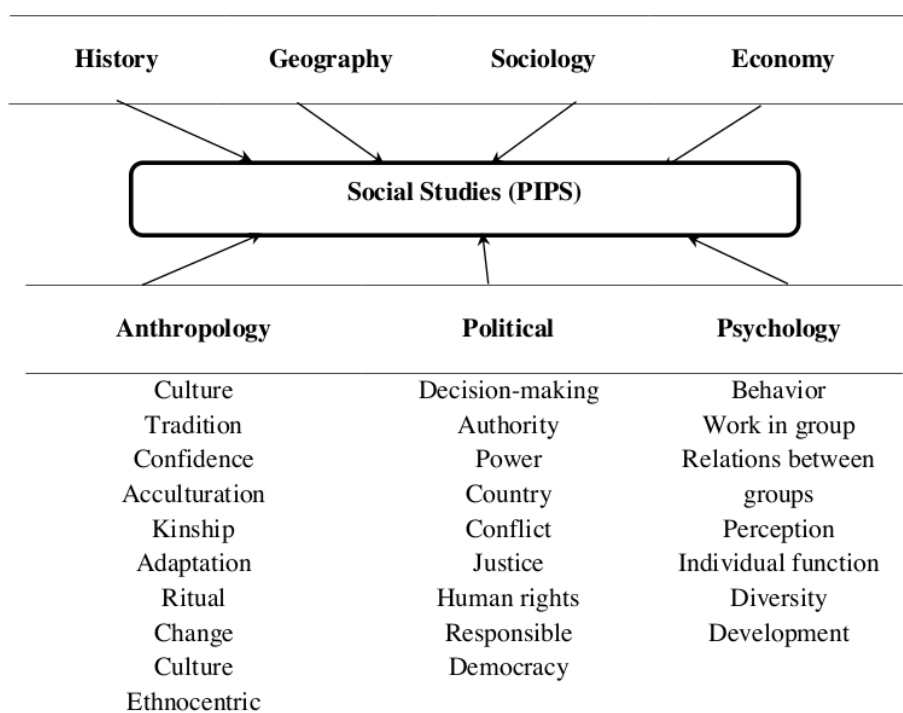 History Geography Sociology Economy
Social Studies (PIPS)
Anthropology Political Psychology
Culture Decision-making Behavior
Tradition Authority Work in group
Confidence Power Relations between
Acculturation Country groups
Kinship Conflict Perception
Adaptation Justice Individual function
Ritual Human rights Diversity
Change Responsible Development
Culture Democracy
Ethnocentric